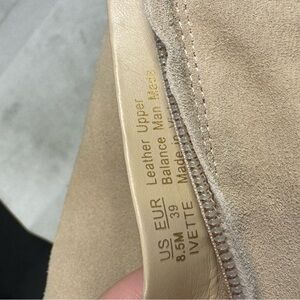 Leather Upper
Balance Man Made
Made in
US EUR
8.5M 39
IVETTE